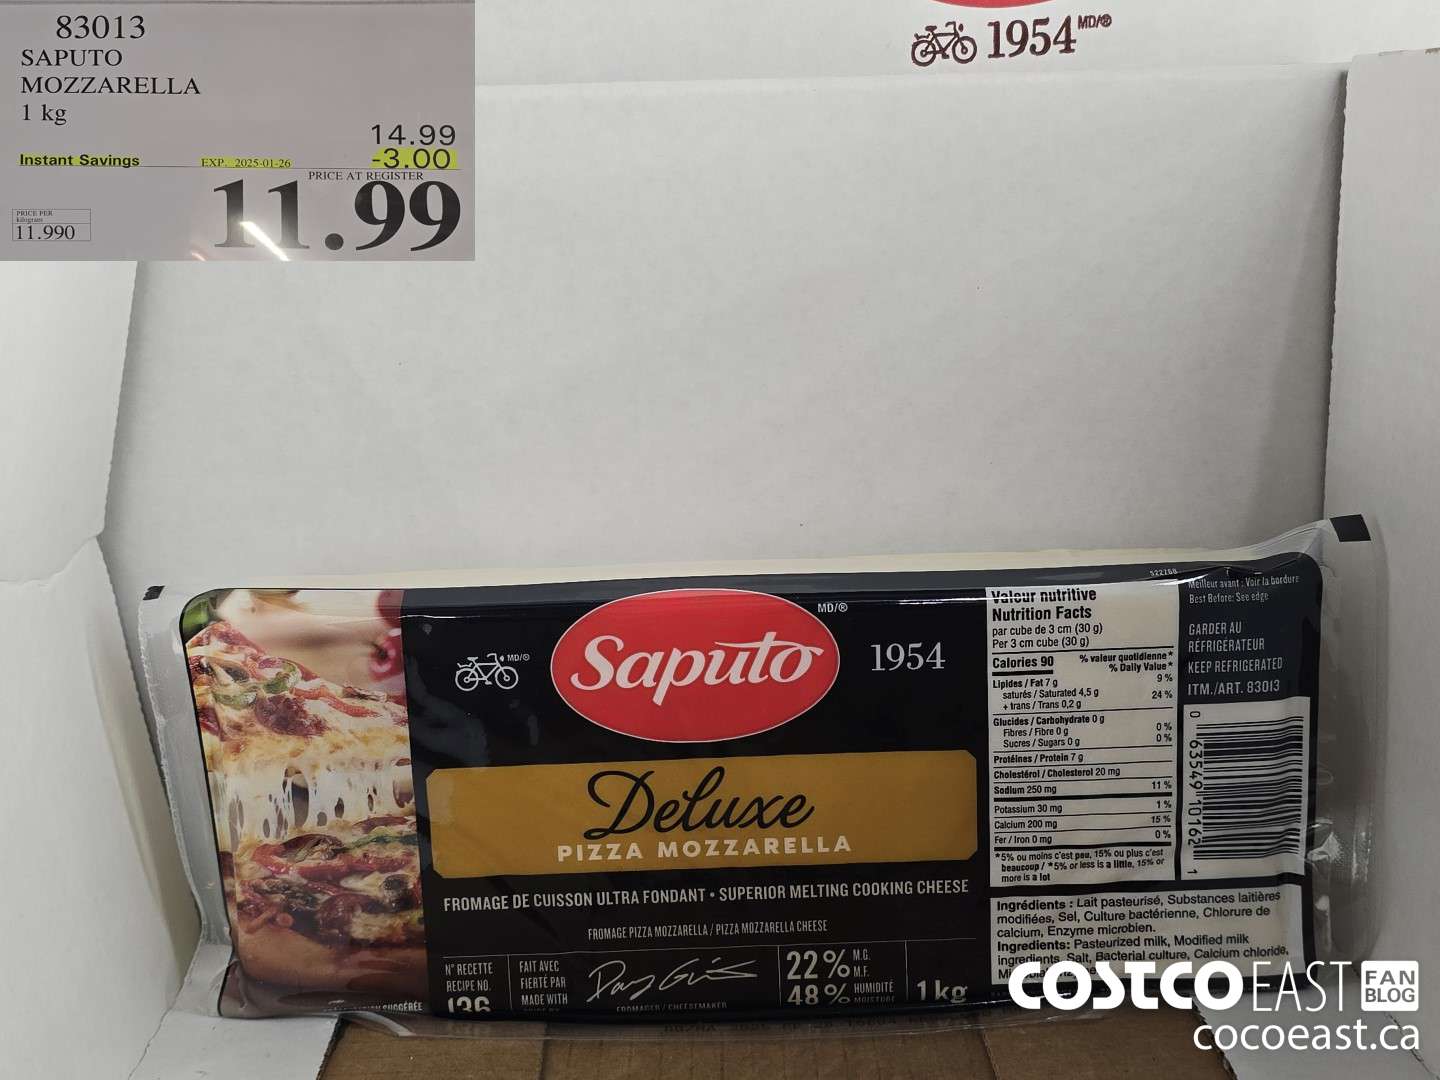 83013
SAPUTO
MOZZARELLA
1 kg
14.99
Instant Savings EXP. 2025-01-26 -3.00
PRICE AT REGISTER
11.99
PRICE PER
kilogram
11.990
1954 MD/®
522768
MD/®
Saputo
MD/®
1954
Deluxe
PIZZA MOZZARELLA
FROMAGE DE CUISSON ULTRA FONDANT • SUPERIOR MELTING COOKING CHEESE
FROMAGE PIZZA MOZZARELLA / PIZZA MOZZARELLA CHEESE
N° RECETTE
RECIPE NO.
136
FAIT AVEC
FIERTÉ PAR
MADE WITH
FROMAGER / CHEESEMAKER
22% M.G.
M.F.
48% HUMIDITÉ
MOISTURE
1kg
SUGGÉRÉE
Valeur nutritive
Nutrition Facts
par cube de 3 cm (30 g)
Per 3 cm cube (30 g)
Calories 90
% valeur quotidienne*
% Daily Value*
Lipides / Fat 7 g 9 %
saturés / Saturated 4,5 g
+ trans / Trans 0,2 g 24 %
Glucides / Carbohydrate 0 g
Fibres / Fibre 0 g 0 %
Sucres / Sugars 0 g 0 %
Protéines / Protein 7 g
Cholestérol / Cholesterol 20 mg
Sodium 250 mg 11 %
Potassium 30 mg 1 %
Calcium 200 mg 15 %
Fer / Iron 0 mg 0 %
*5% ou moins c'est peu, 15% ou plus c'est
beaucoup / *5% or less is a little, 15% or
more is a lot
Ingrédients : Lait pasteurisé, Substances laitières
modifiées, Sel, Culture bactérienne, Chlorure de
calcium, Enzyme microbien.
Ingredients: Pasteurized milk, Modified milk
ingredients, Salt, Bacterial culture, Calcium chloride,
Meilleur avant : Voir la bordure
Best Before: See edge
GARDER AU
RÉFRIGÉRATEUR
KEEP REFRIGERATED
ITM./ART. 83013
0 63549 10162 1
COSTCO EAST FAN
BLOG
cocoeast.ca